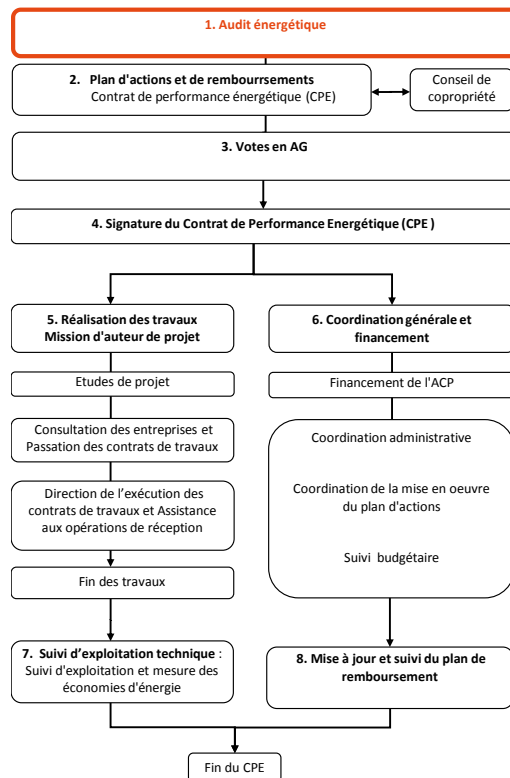 1. Audit énergétique
2. Plan d'actions et de remboursements
Contrat de performance énergétique (CPE)
Conseil de
copropriété
3. Votes en AG
4. Signature du Contrat de Performance Energétique (CPE )
5. Réalisation des travaux
Mission d'auteur de projet
6. Coordination générale et
financement
Etudes de projet
Financement de l'ACP
Consultation des entreprises et
Passation des contrats de travaux
Coordination administrative
Direction de l'exécution des
contrats de travaux et Assistance
aux opérations de réception
Coordination de la mise en oeuvre
du plan d'actions
Suivi budgétaire
Fin des travaux
7. Suivi d'exploitation technique :
Suivi d'exploitation et mesure des
économies d'énergie
8. Mise à jour et suivi du plan de
remboursement
Fin du CPE